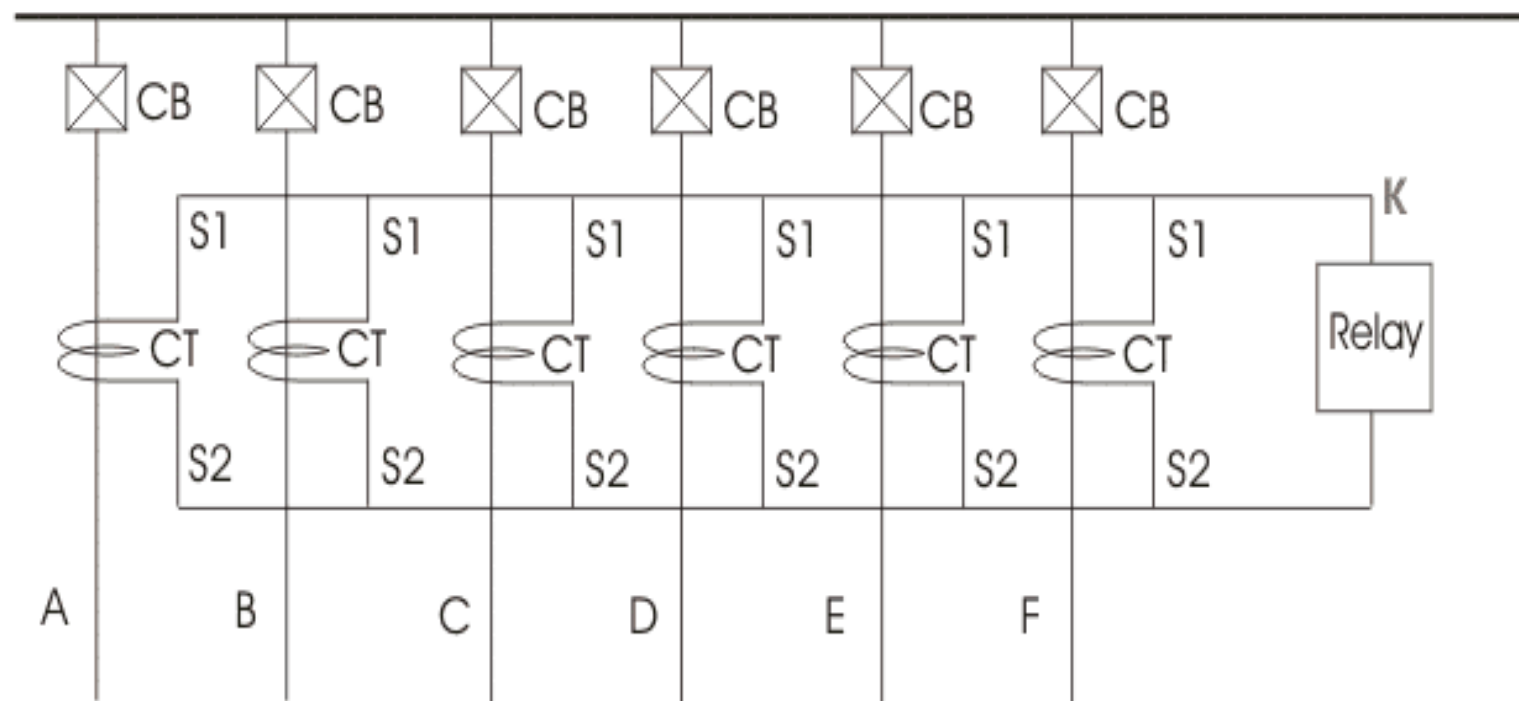 CB CB CB CB CB CB
K
S1 S1 S1 S1 S1 S1
Relay
CT CT CT CT CT CT
S2 S2 S2 S2 S2 S2
A B C D E F